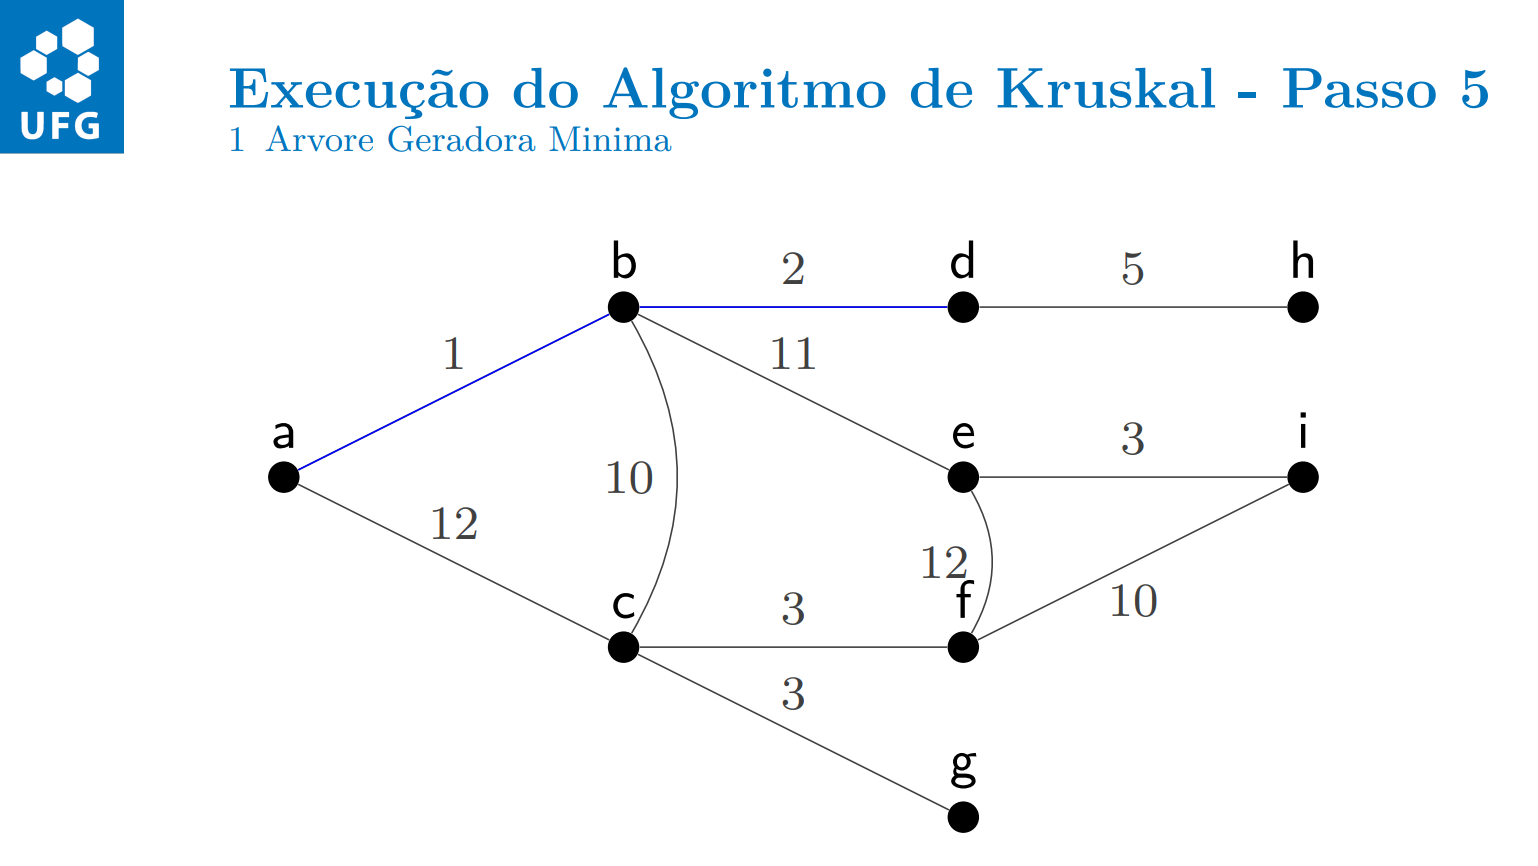 UFG
Execução do Algoritmo de Kruskal - Passo 5
1 Arvore Geradora Minima
b 2 d 5 h
1 11
a e 3 i
12 10
12
c 3 f 10
3
g